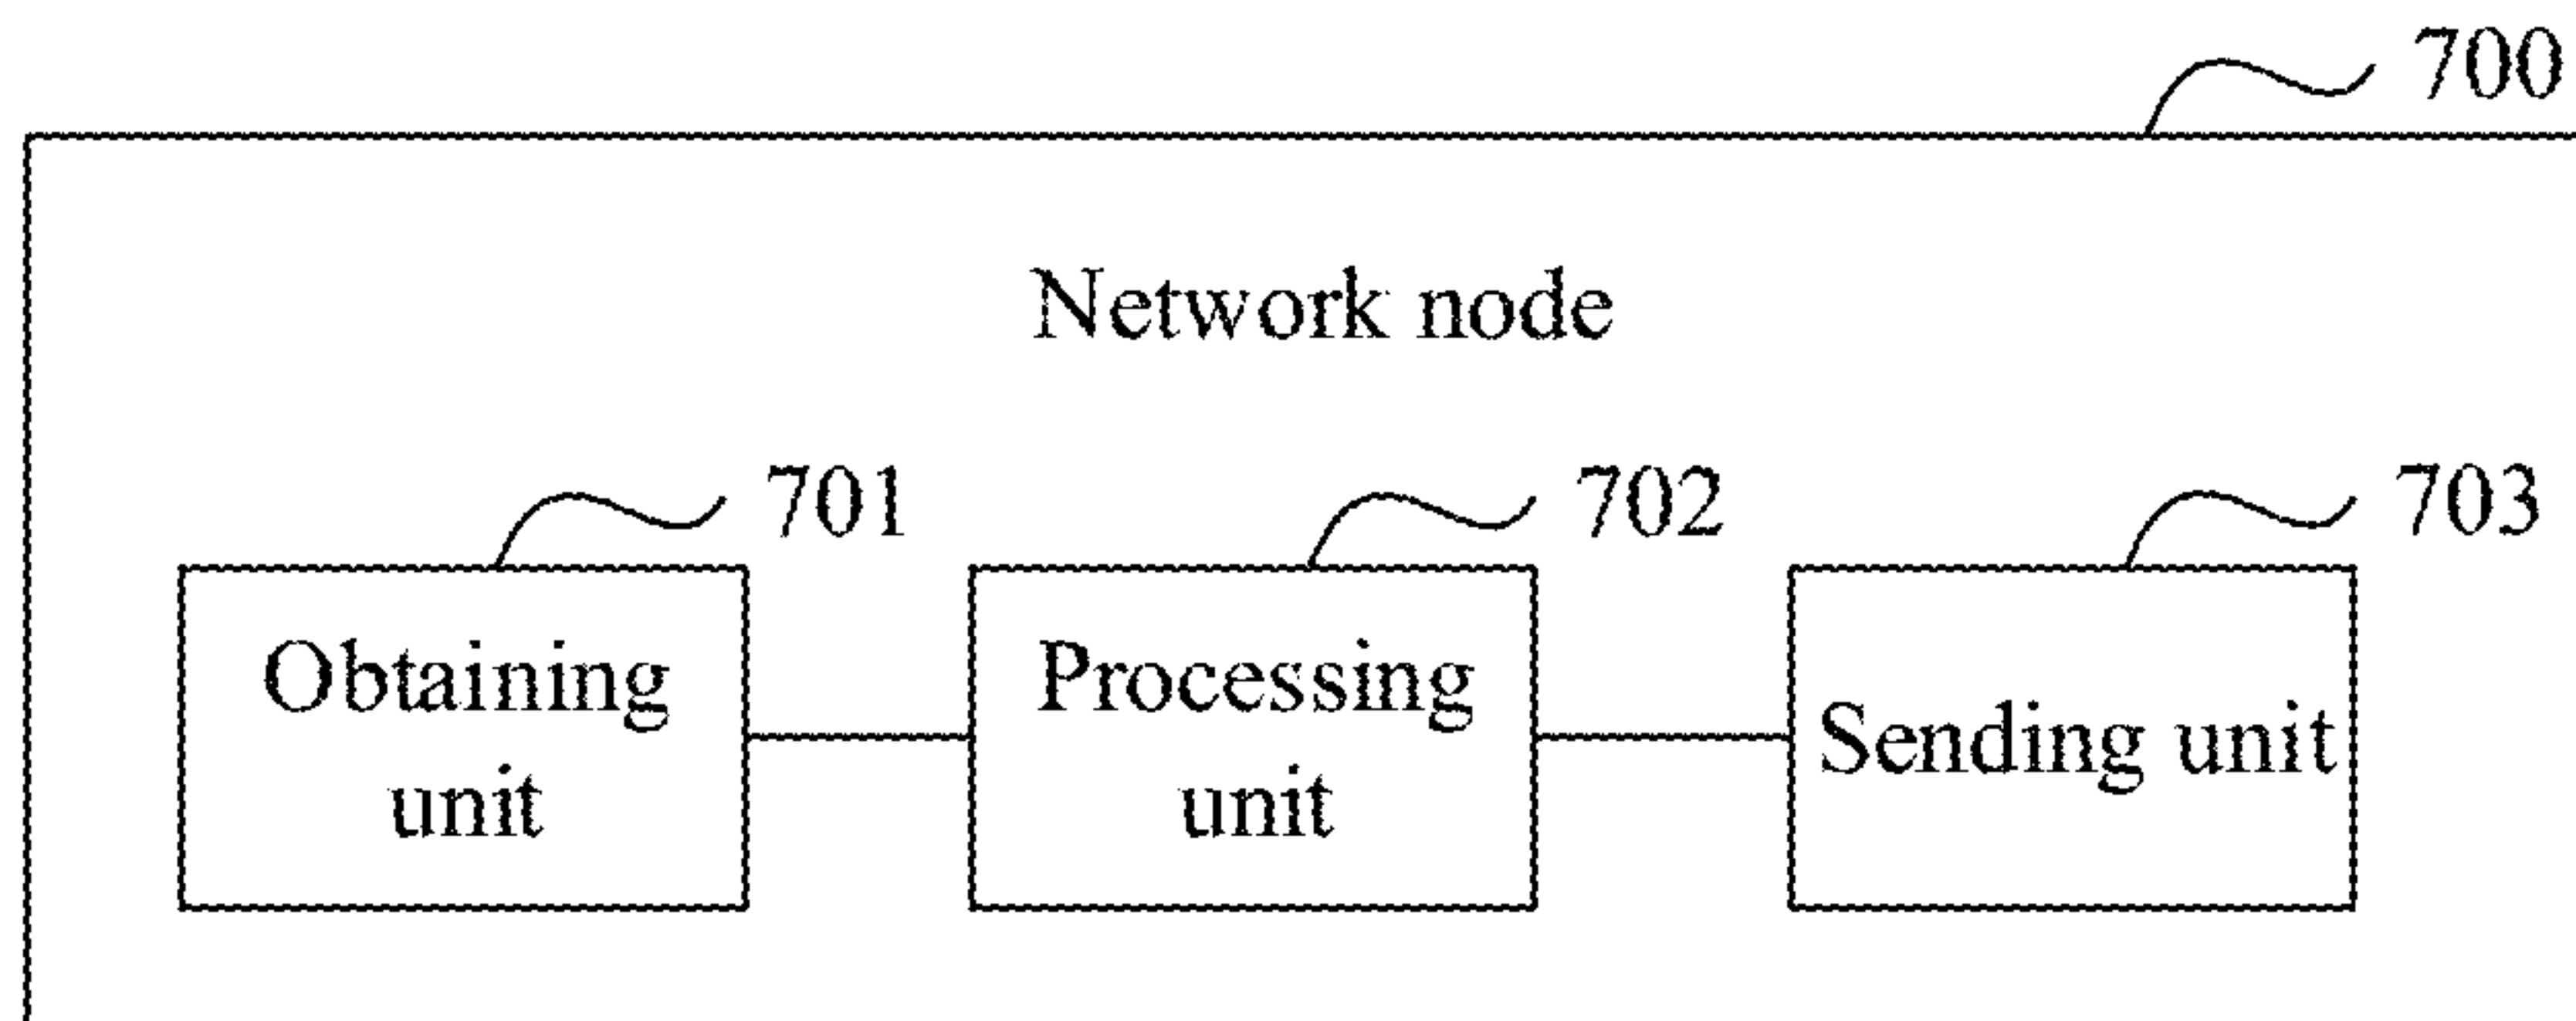 700
Network node
701
702
703
Obtaining
unit
Processing
unit
Sending unit